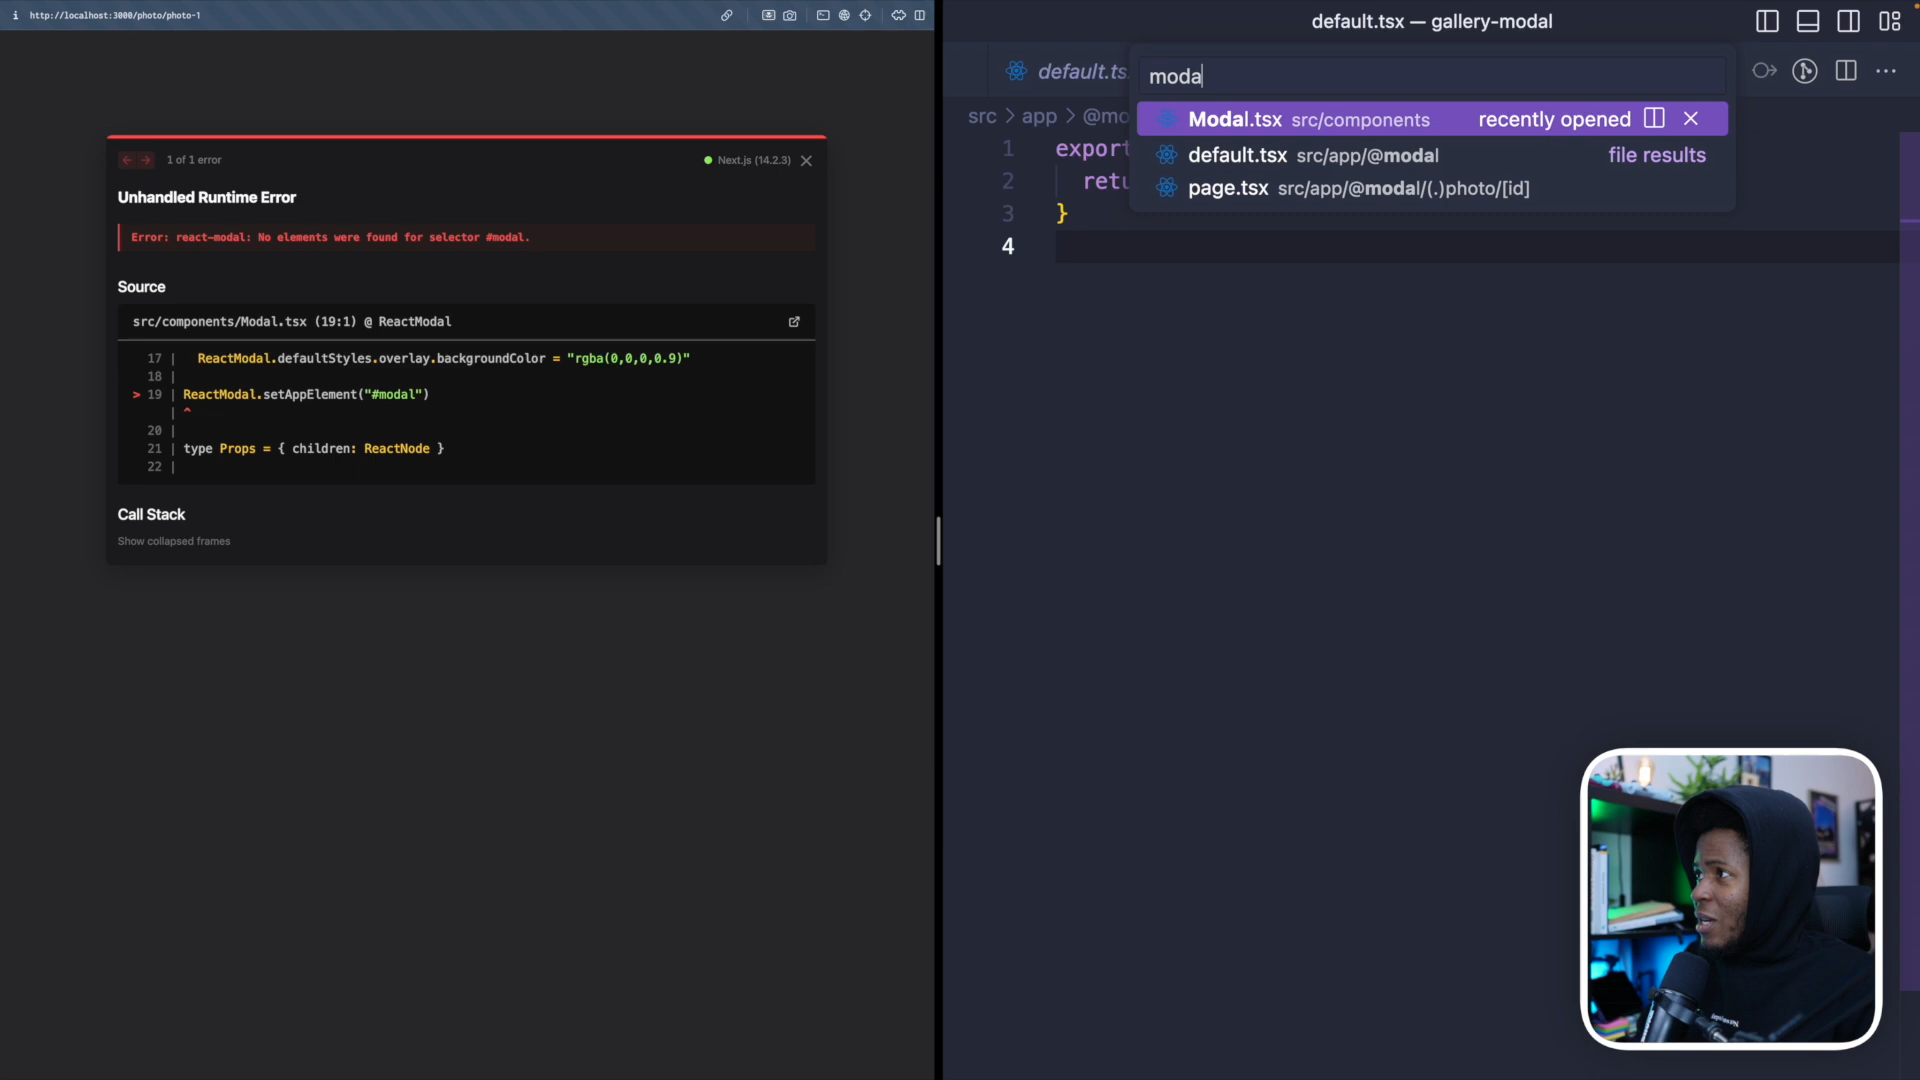 i http://localhost:3000/photo/photo-1
1 of 1 error
Next.js (14.2.3)
Unhandled Runtime Error
Error: react-modal: No elements were found for selector #modal.
Source
src/components/Modal.tsx (19:1) @ ReactModal
17 | ReactModal.defaultStyles.overlay.backgroundColor = "rgba(0,0,0,0.9)"
18 |
> 19 | ReactModal.setAppElement("#modal")
| ^
20 |
21 | type Props = { children: ReactNode }
22 |
Call Stack
Show collapsed frames
default.tsx — gallery-modal
default.ts
moda
src > app > @mo
Modal.tsx src/components recently opened
default.tsx src/app/@modal file results
page.tsx src/app/@modal/(.)photo/[id]
1 export
2 retu
3 }
4